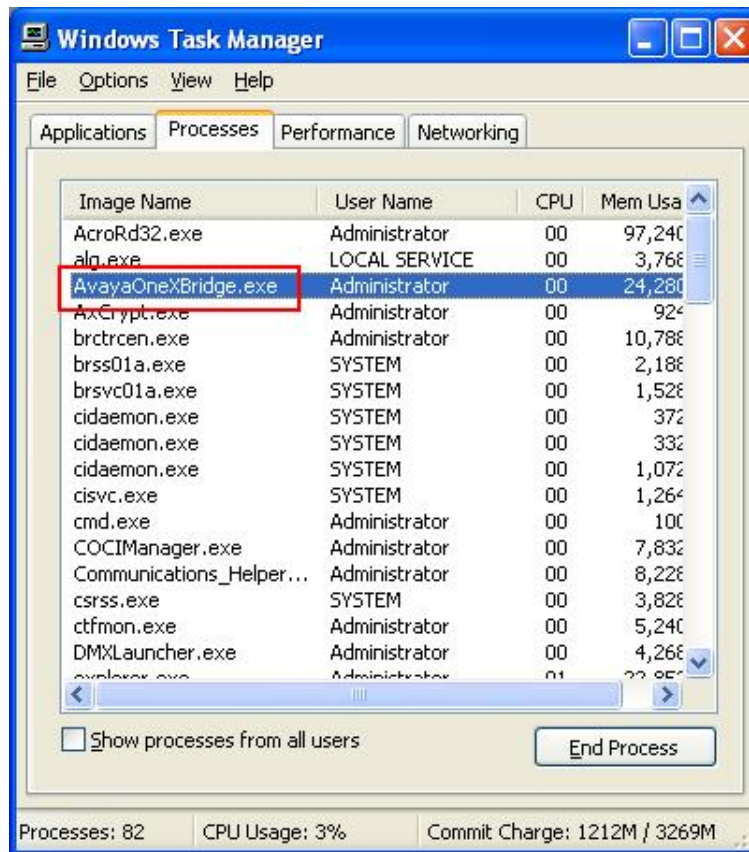 Windows Task Manager
File Options View Help
Applications Processes Performance Networking
Image Name User Name CPU Mem Usa
AcroRd32.exe Administrator 00 97,240
alg.exe LOCAL SERVICE 00 3,768
AvayaOneXBridge.exe Administrator 00 24,280
AxCrypt.exe Administrator 00 924
brctrcen.exe Administrator 00 10,788
brss01a.exe SYSTEM 00 2,188
brsvc01a.exe SYSTEM 00 1,528
cidaemon.exe SYSTEM 00 372
cidaemon.exe SYSTEM 00 332
cidaemon.exe SYSTEM 00 1,072
cisvc.exe SYSTEM 00 1,264
cmd.exe Administrator 00 100
COCIManager.exe Administrator 00 7,832
Communications_Helper... Administrator 00 8,228
csrss.exe SYSTEM 00 3,828
ctfmon.exe Administrator 00 5,240
DMXLauncher.exe Administrator 00 4,268
explorer.exe Administrator 01
Show processes from all users
End Process
Processes: 82 CPU Usage: 3% Commit Charge: 1212M / 3269M